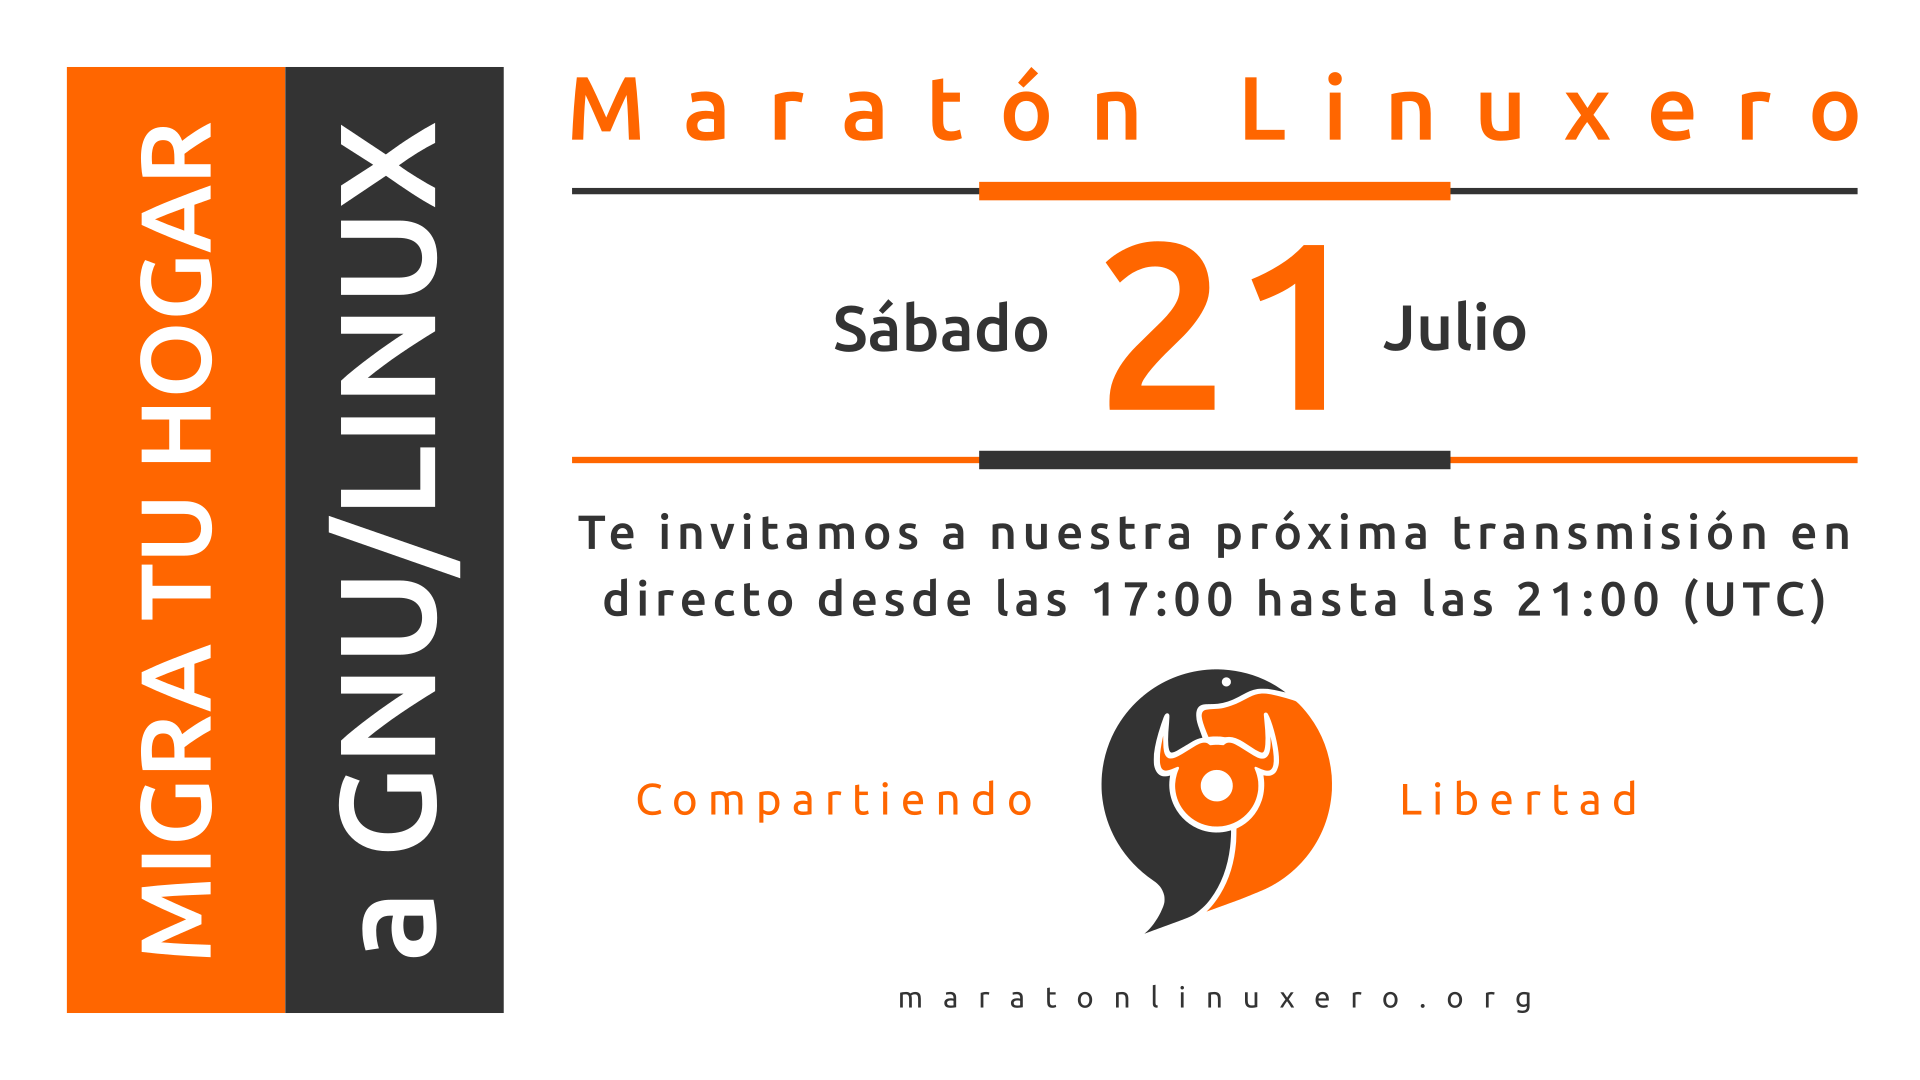 MIGRA TU HOGAR
a GNU/LINUX
Maratón Linuxero
Sábado 21 Julio
Te invitamos a nuestra próxima transmisión en
directo desde las 17:00 hasta las 21:00 (UTC)
Compartiendo Libertad
maratonlinuxero.org